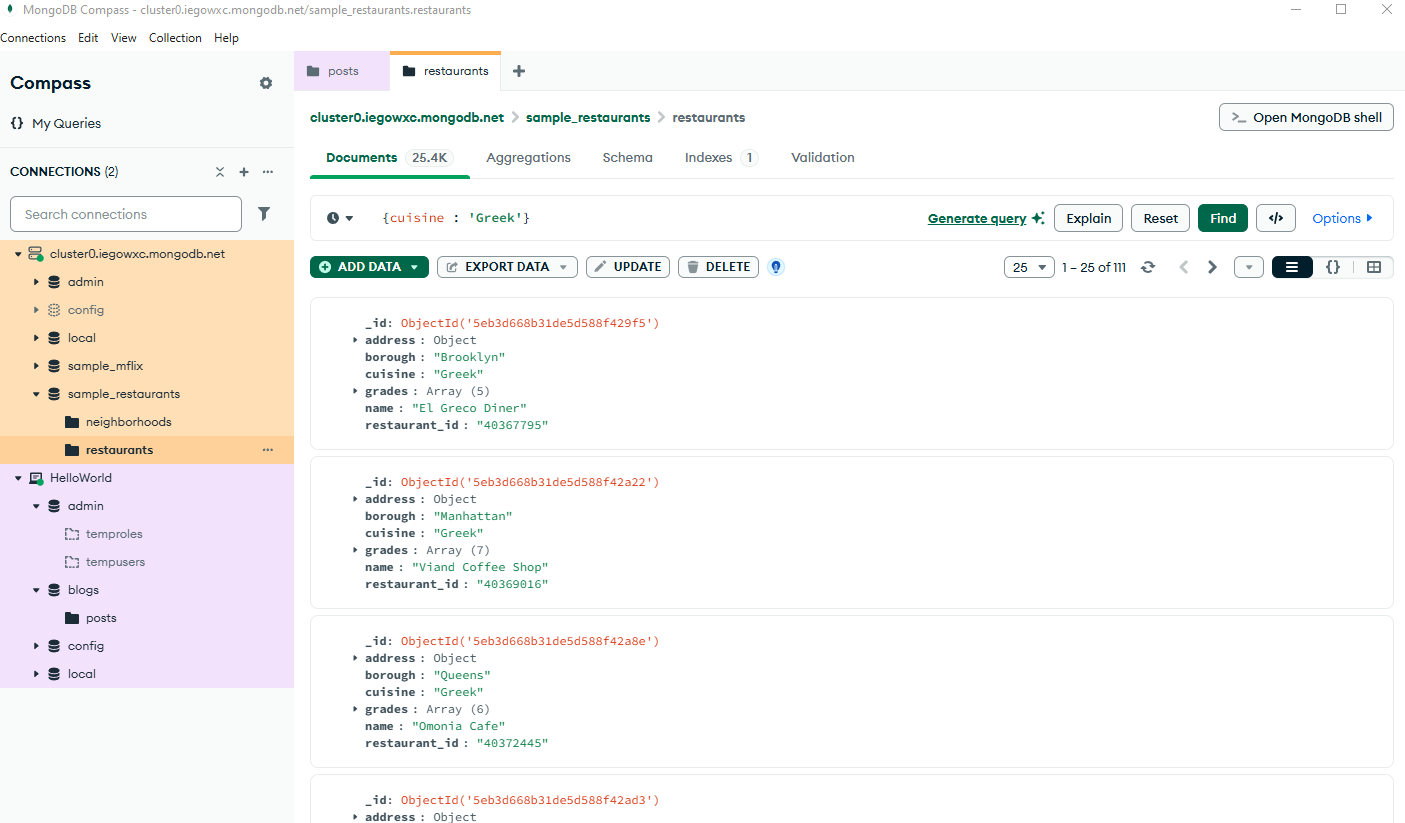 MongoDB Compass - cluster0.iegowxc.mongodb.net/sample_restaurants.restaurants
Connections Edit View Collection Help
Compass
{} My Queries
CONNECTIONS (2)
Search connections
cluster0.iegowxc.mongodb.net
admin
config
local
sample_mflix
sample_restaurants
neighborhoods
restaurants
HelloWorld
admin
temproles
tempusers
blogs
posts
config
local
posts restaurants
cluster0.iegowxc.mongodb.net > sample_restaurants > restaurants
>_ Open MongoDB shell
Documents 25.4K Aggregations Schema Indexes 1 Validation
{cuisine : 'Greek'}
Generate query Explain Reset Find </> Options
ADD DATA EXPORT DATA UPDATE DELETE 25 1 – 25 of 111 {}
_id: ObjectId('5eb3d668b31de5d588f429f5')
address : Object
borough : "Brooklyn"
cuisine : "Greek"
grades : Array (5)
name : "El Greco Diner"
restaurant_id : "40367795"
_id: ObjectId('5eb3d668b31de5d588f42a22')
address : Object
borough : "Manhattan"
cuisine : "Greek"
grades : Array (7)
name : "Viand Coffee Shop"
restaurant_id : "40369016"
_id: ObjectId('5eb3d668b31de5d588f42a8e')
address : Object
borough : "Queens"
cuisine : "Greek"
grades : Array (6)
name : "Omonia Cafe"
restaurant_id : "40372445"
_id: ObjectId('5eb3d668b31de5d588f42ad3')
address : Object